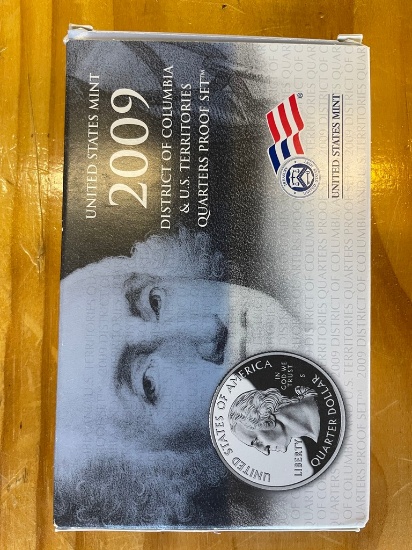 UNITED STATES MINT
2009
DISTRICT OF COLUMBIA
& U.S. TERRITORIES
QUARTERS PROOF SET™
®
UNITED STATES MINT
UNITED STATES OF AMERICA
IN
GOD WE
TRUST
S
LIBERTY
QUARTER DOLLAR